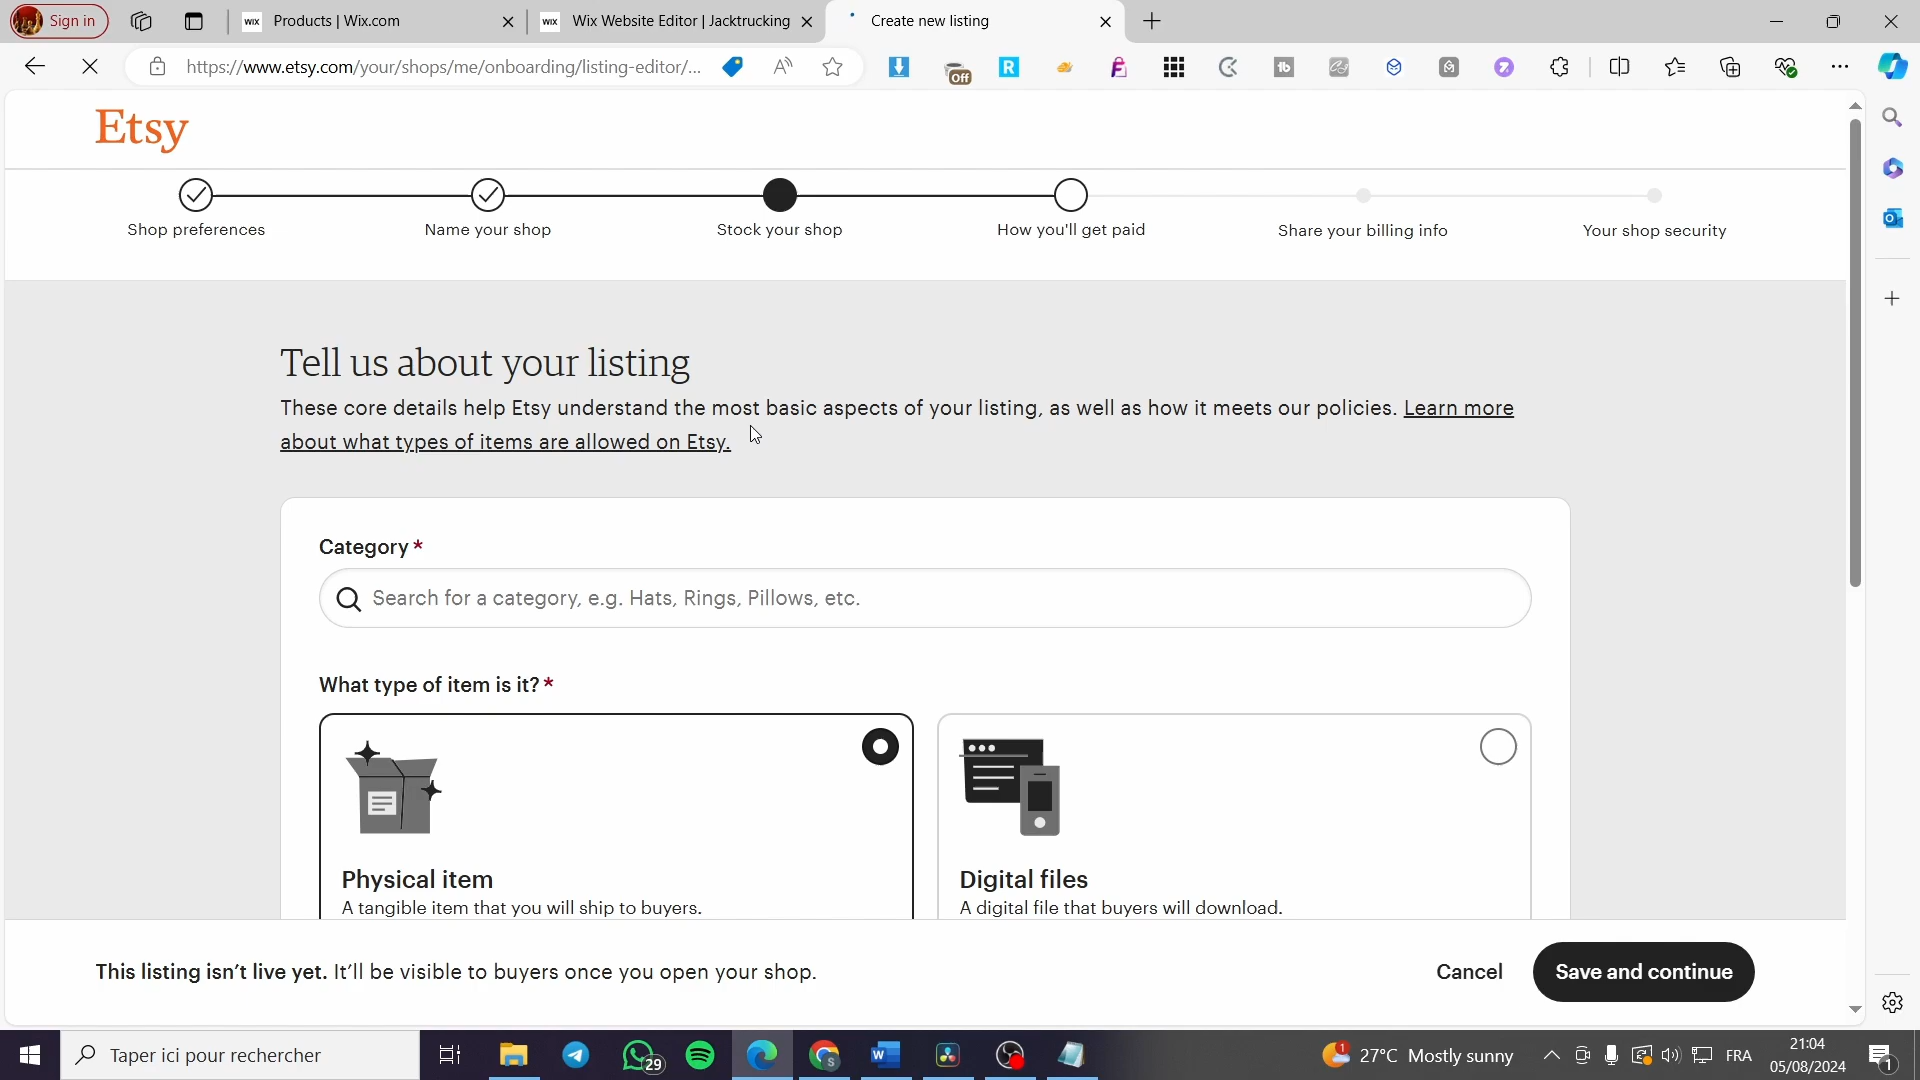 Sign in
WIX Products | Wix.com
WIX Wix Website Editor | Jacktrucking
Create new listing
https://www.etsy.com/your/shops/me/onboarding/listing-editor/...
Off
Etsy
Shop preferences
Name your shop
Stock your shop
How you'll get paid
Share your billing info
Your shop security
Tell us about your listing
These core details help Etsy understand the most basic aspects of your listing, as well as how it meets our policies. Learn more
about what types of items are allowed on Etsy.
Category *
Search for a category, e.g. Hats, Rings, Pillows, etc.
What type of item is it? *
Physical item
A tangible item that you will ship to buyers.
Digital files
A digital file that buyers will download.
This listing isn't live yet. It'll be visible to buyers once you open your shop.
Cancel
Save and continue
Taper ici pour rechercher
29
1
27°C Mostly sunny
FRA
21:04
05/08/2024
1